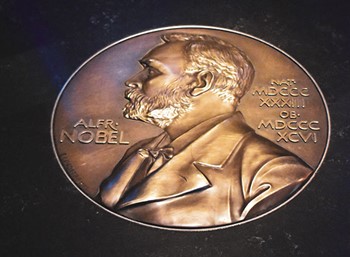 ALFR·
NOBEL
NAT·
MDCCC
XXXIII
OB·
MDCCC
XCVI